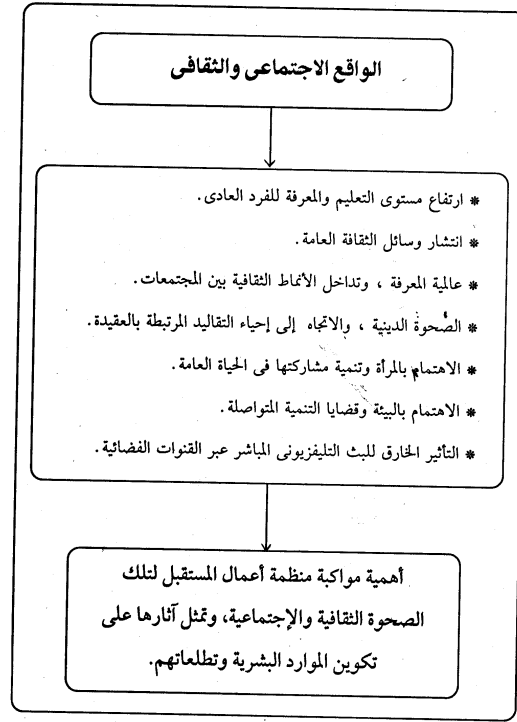 الواقع الاجتماعى والثقافى
* ارتفاع مستوى التعليم والمعرفة للفرد العادى.
* انتشار وسائل الثقافة العامة.
* عالمية المعرفة ، وتداخل الأنماط الثقافية بين المجتمعات.
* الصُحوة الدينية ، والاتجاه إلى إحياء التقاليد المرتبطة بالعقيدة.
* الاهتمام بالمرأة وتنمية مشاركتها فى الحياة العامة.
* الاهتمام بالبيئة وقضايا التنمية المتواصلة.
* التأثير الخارق للبث التليفزيونى المباشر عبر القنوات الفضائية.
أهمية مواكبة منظمة أعمال المستقبل لتلك
الصحوة الثقافية والإجتماعية، وتمثل آثارها على
تكوين الموارد البشرية وتطلعاتهم.